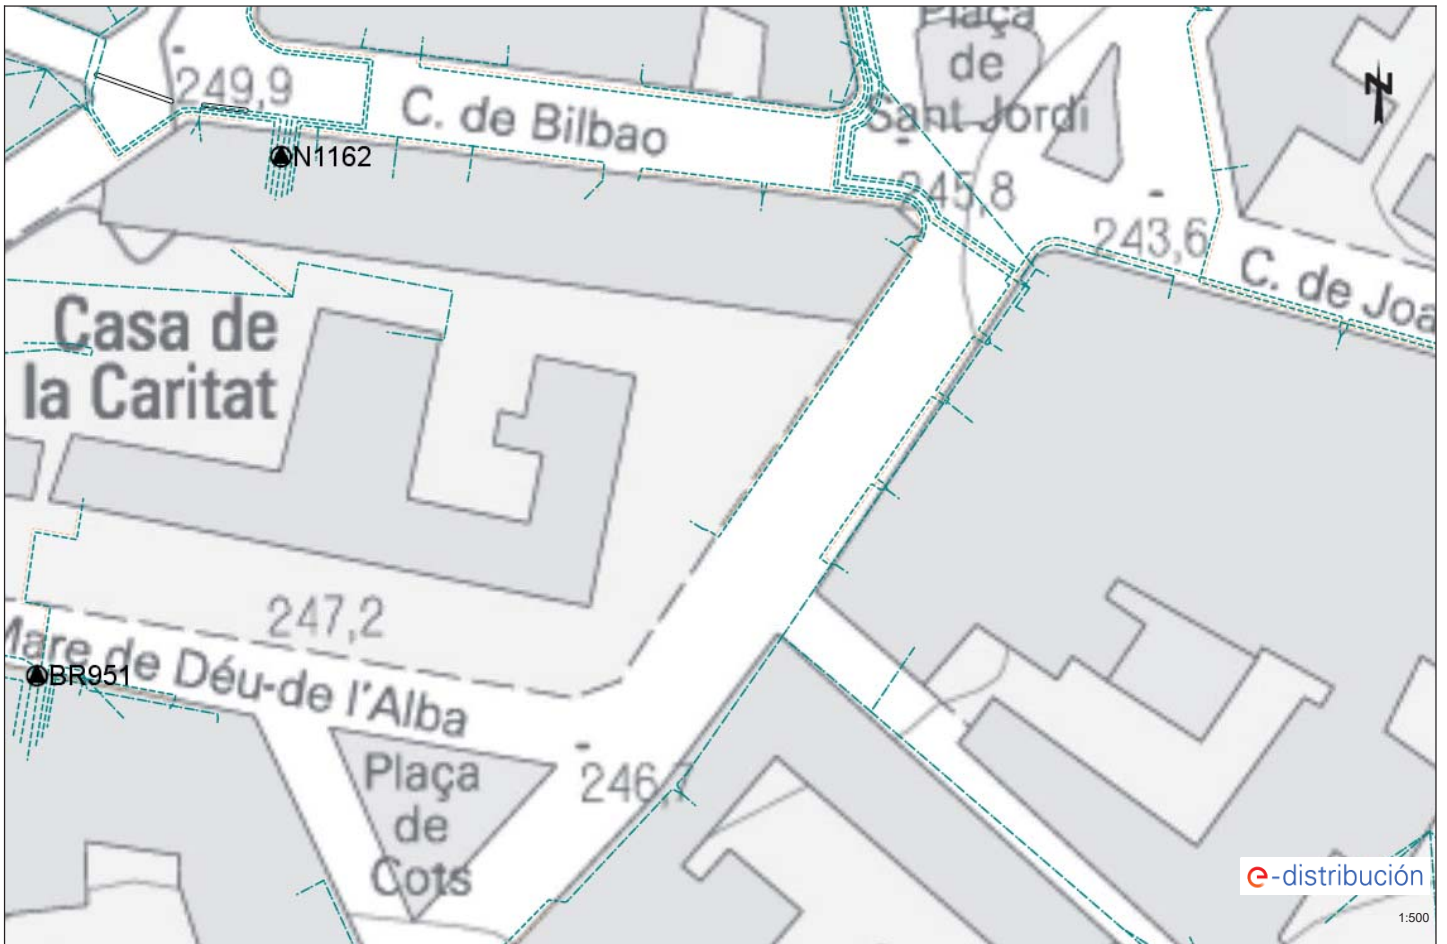 Plaça
de
Sant Jordi
N
249,9
C. de Bilbao
N1162
245,8
243,6
C. de Joa
Casa de
la Caritat
247,2
Mare de Déu-de l'Alba
BR951
246,7
Plaça
de
Cots
e-distribución
1:500